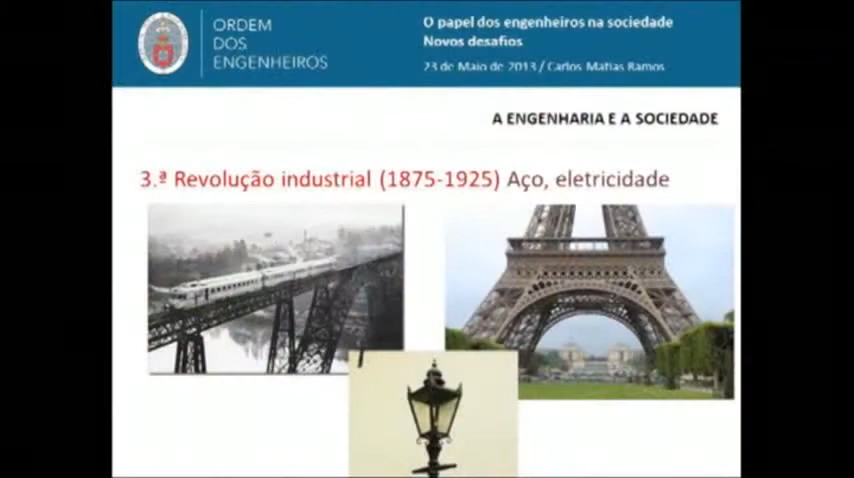 ORDEM
DOS
ENGENHEIROS
O papel dos engenheiros na sociedade
Novos desafios
23 de Maio de 2013 / Carlos Matias Ramos
A ENGENHARIA E A SOCIEDADE
3.ª Revolução industrial (1875-1925) Aço, eletricidade